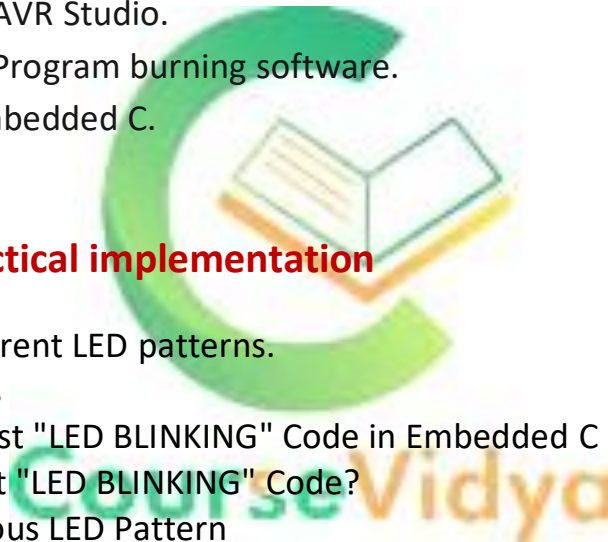 AVR Studio.
Program burning software.
bedded C.
ctical implementation
rent LED patterns.
st "LED BLINKING" Code in Embedded C
t "LED BLINKING" Code?
ous LED Pattern
CourseVidya